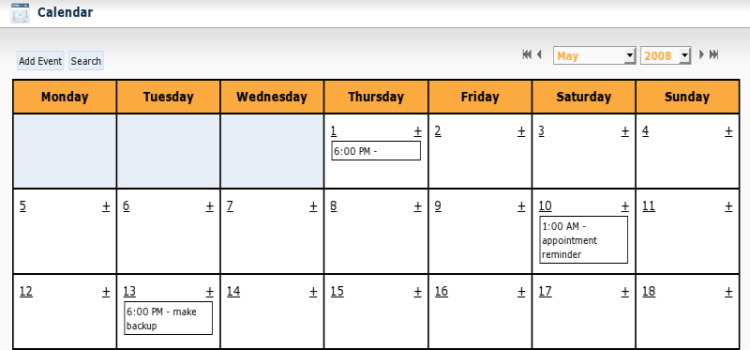 Calendar
Add Event Search May 2008
Monday Tuesday Wednesday Thursday Friday Saturday Sunday
1 + 2 + 3 + 4 +
6:00 PM -
5 + 6 + 7 + 8 + 9 + 10 + 11 +
1:00 AM -
appointment
reminder
12 + 13 + 14 + 15 + 16 + 17 + 18 +
6:00 PM - make
backup